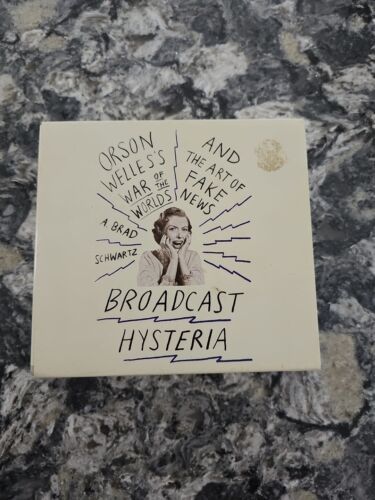 ORSON
WELLES'S
WAR OF THE
WORLDS
AND
THE ART OF
FAKE
NEWS
A. BRAD
SCHWARTZ
BROADCAST
HYSTERIA